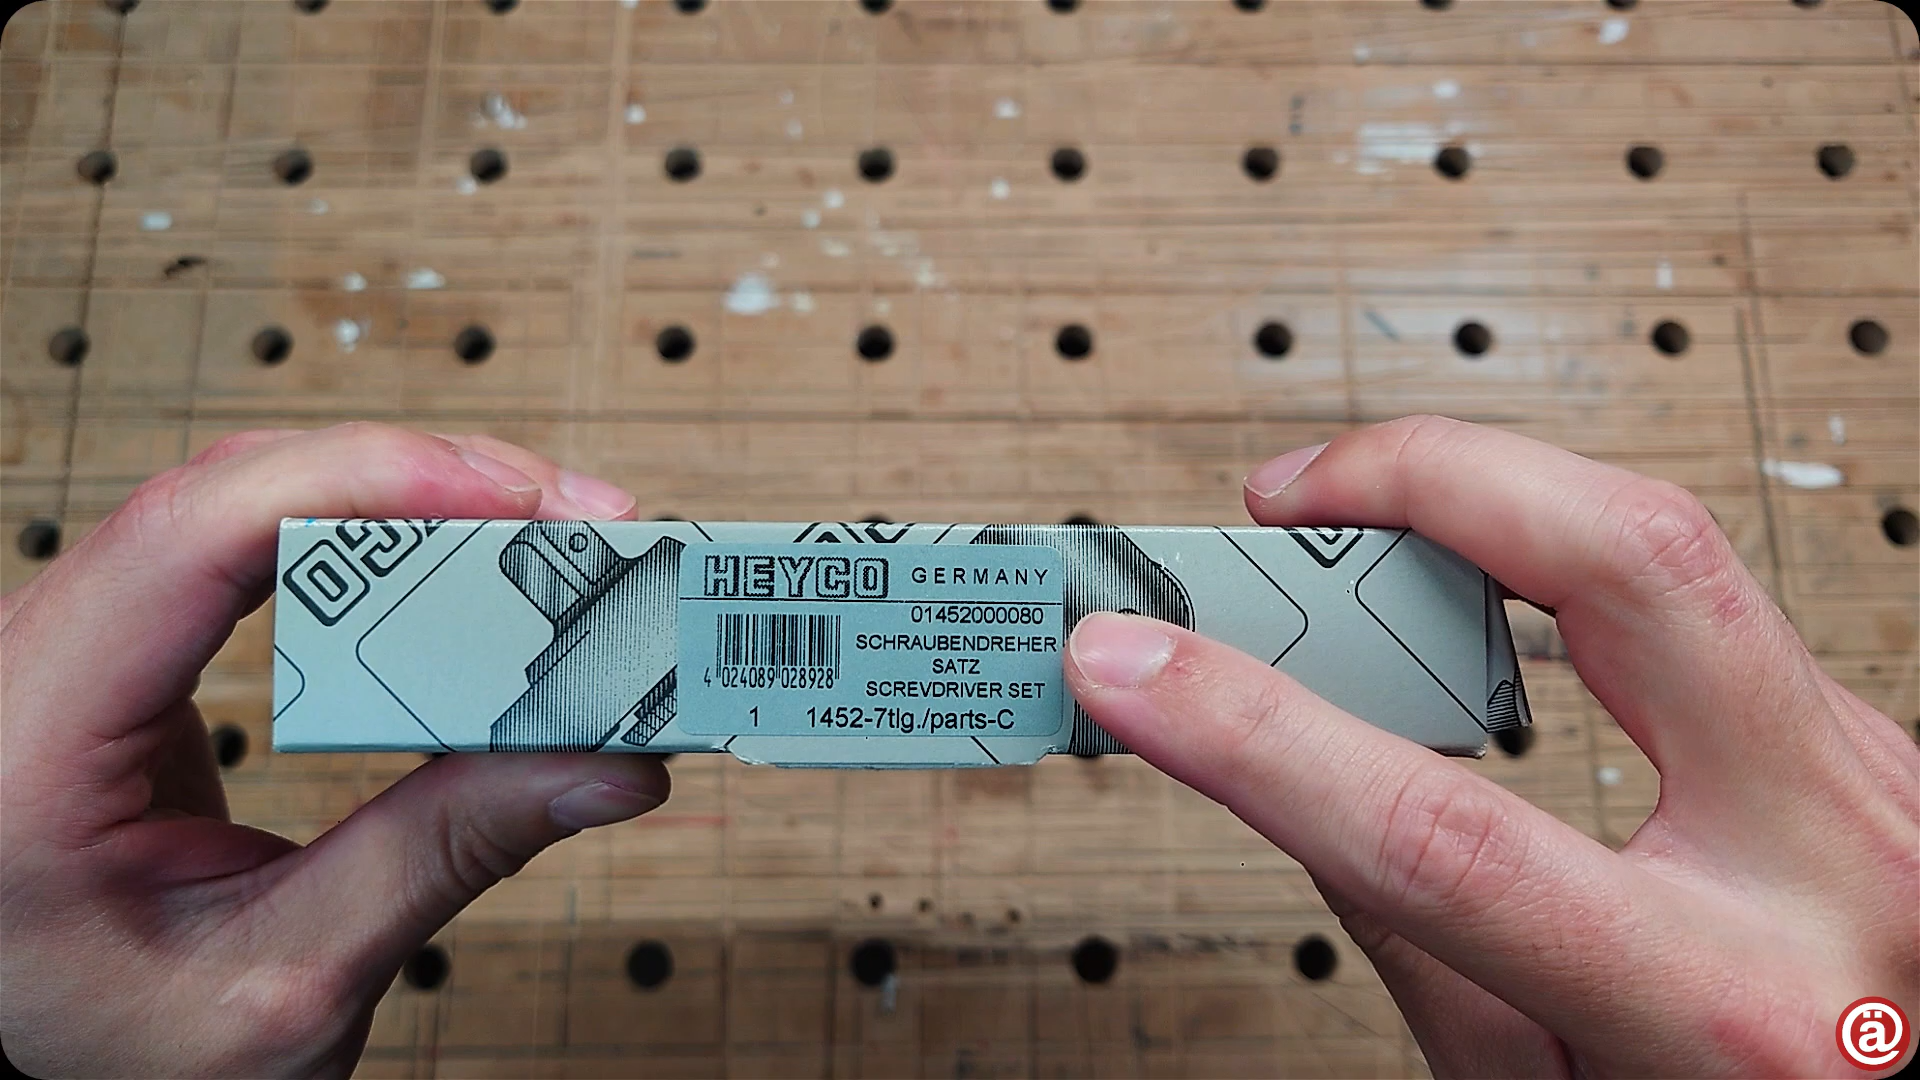 HEYCO GERMANY
01452000080
SCHRAUBENDREHER
SATZ
SCREVDRIVER SET
4 024089 028928
1 1452-7tlg./parts-C
ä